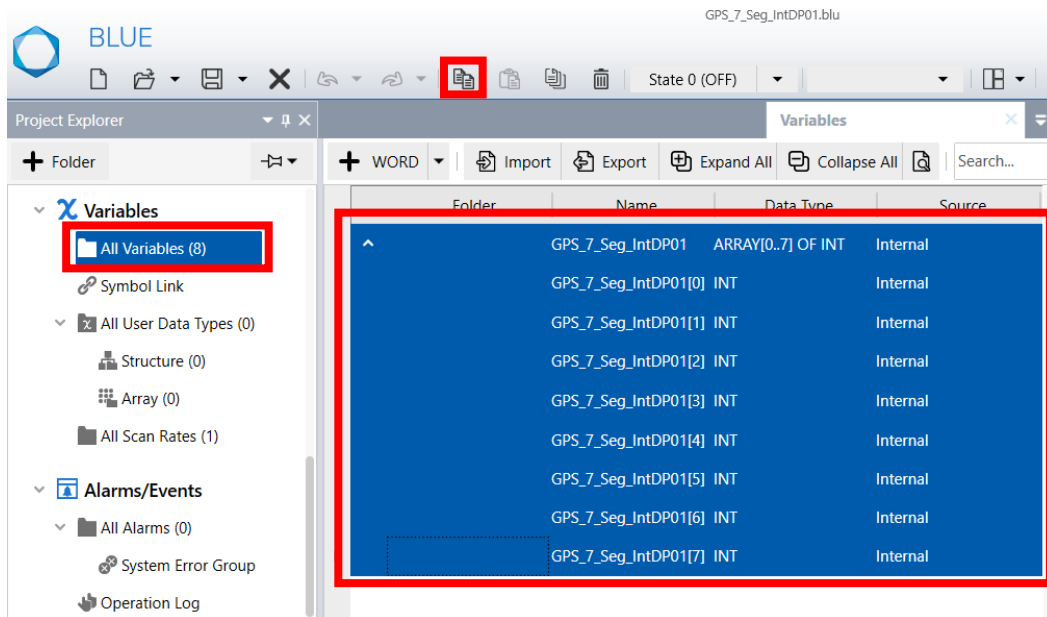 GPS_7_Seg_IntDP01.blu
BLUE
State 0 (OFF)
Project Explorer
Variables
Folder
WORD
Import
Export
Expand All
Collapse All
Search...
Variables
All Variables (8)
Symbol Link
All User Data Types (0)
Structure (0)
Array (0)
All Scan Rates (1)
Alarms/Events
All Alarms (0)
System Error Group
Operation Log
Folder Name Data Type Source
GPS_7_Seg_IntDP01 ARRAY[0..7] OF INT Internal
GPS_7_Seg_IntDP01[0] INT Internal
GPS_7_Seg_IntDP01[1] INT Internal
GPS_7_Seg_IntDP01[2] INT Internal
GPS_7_Seg_IntDP01[3] INT Internal
GPS_7_Seg_IntDP01[4] INT Internal
GPS_7_Seg_IntDP01[5] INT Internal
GPS_7_Seg_IntDP01[6] INT Internal
GPS_7_Seg_IntDP01[7] INT Internal